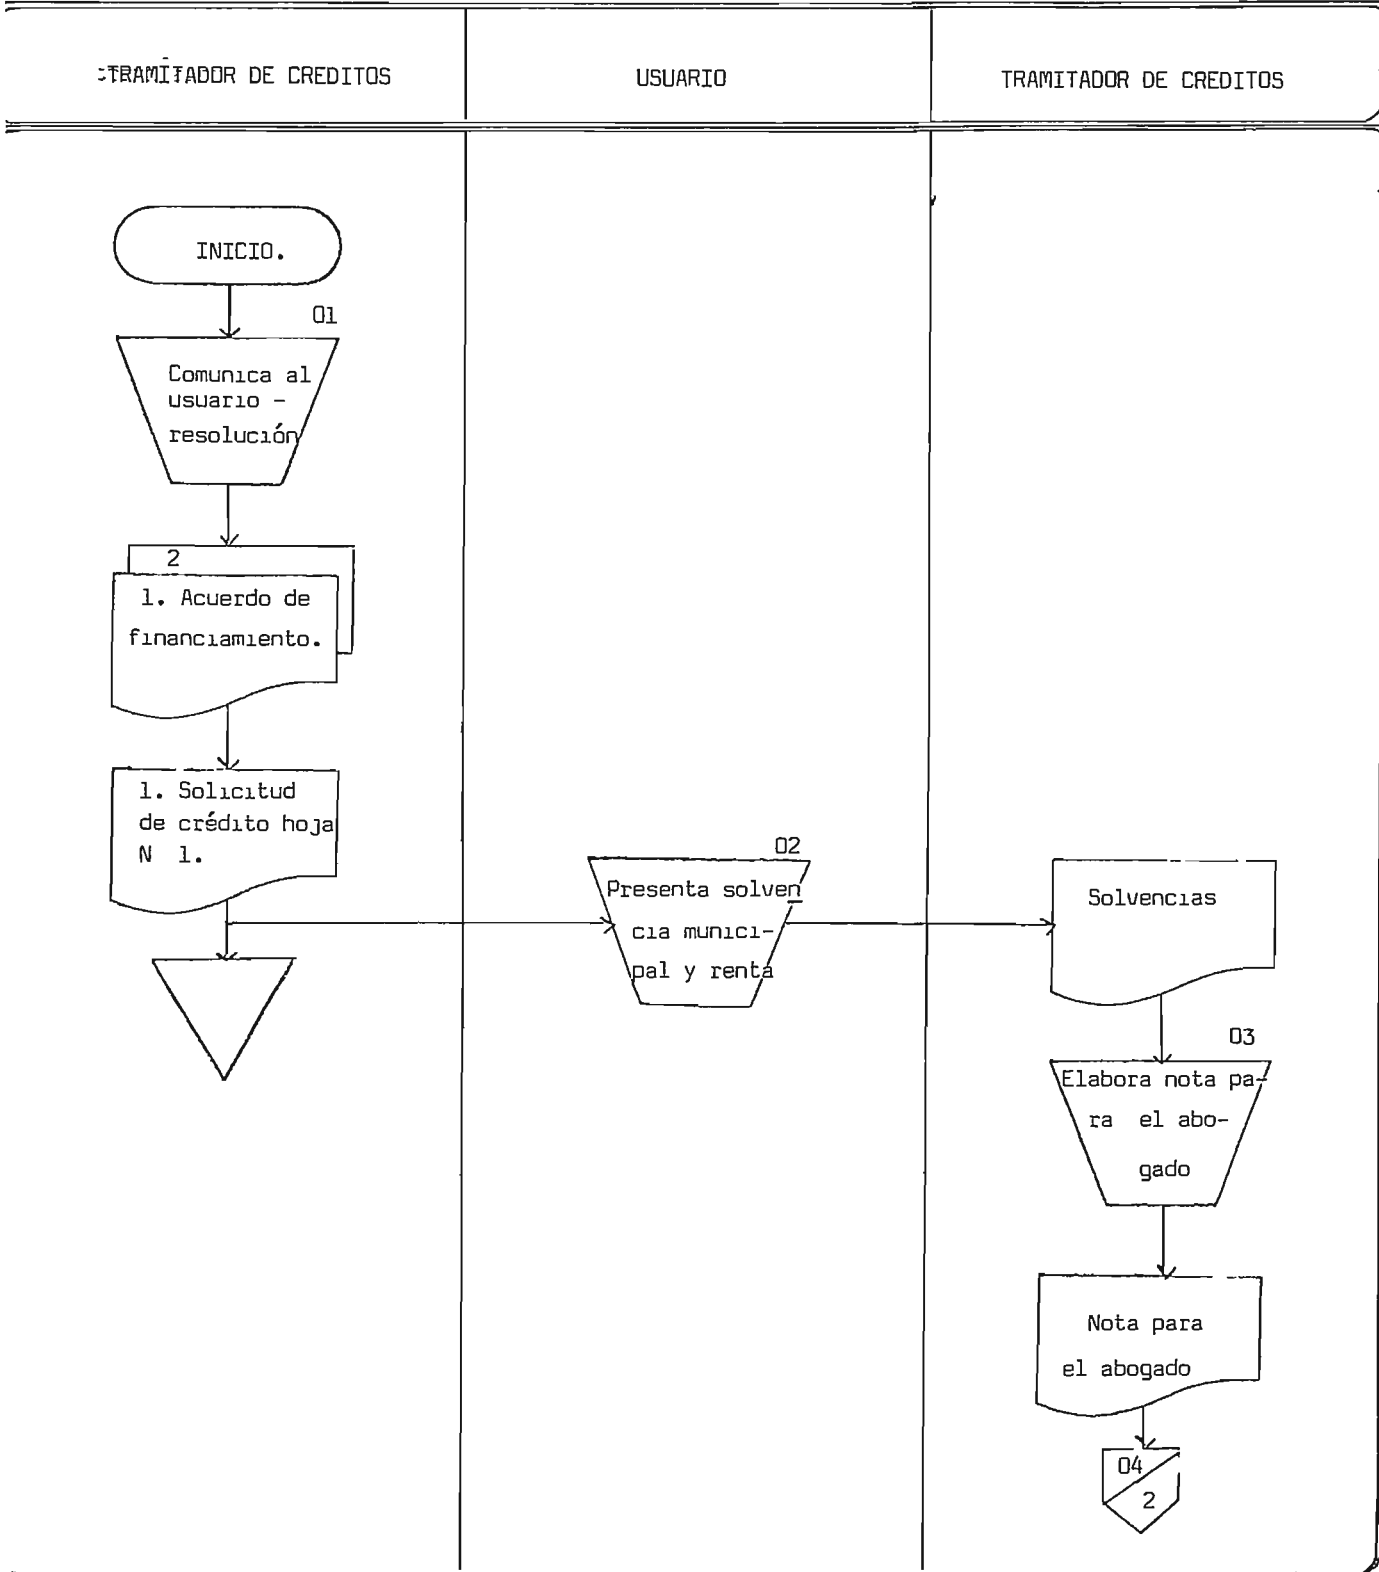 TRAMITADOR DE CREDITOS
USUARIO
TRAMITADOR DE CREDITOS
INICIO.
01
Comunica al
usuario -
resolución
2
1. Acuerdo de
financiamiento.
1. Solicitud
de crédito hoja
N 1.
02
Presenta solven
cia munici-
pal y renta
Solvencias
03
Elabora nota pa-
ra el abo-
gado
Nota para
el abogado
04
2